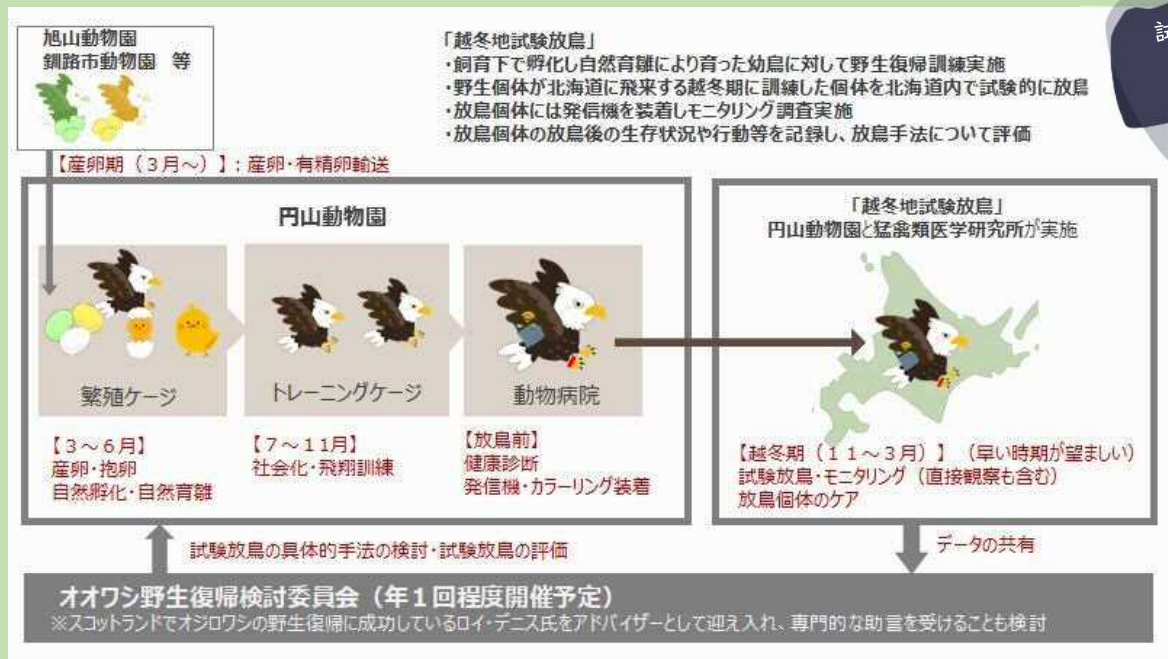 旭山動物園
釧路市動物園 等
「越冬地試験放鳥」
・飼育下で孵化し自然育雛により育った幼鳥に対して野生復帰訓練実施
・野生個体が北海道に飛来する越冬期に訓練した個体を北海道内で試験的に放鳥
・放鳥個体には発信機を装着しモニタリング調査実施
・放鳥個体の放鳥後の生存状況や行動等を記録し、放鳥手法について評価
試
【産卵期（３月～）】：産卵・有精卵輸送
円山動物園
繁殖ケージ
トレーニングケージ
動物病院
【３～６月】
産卵・抱卵
自然孵化・自然育雛
【７～１１月】
社会化・飛翔訓練
【放鳥前】
健康診断
発信機・カラーリング装着
「越冬地試験放鳥」
円山動物園と猛禽類医学研究所が実施
【越冬期（１１～３月）】（早い時期が望ましい）
試験放鳥・モニタリング（直接観察も含む）
放鳥個体のケア
試験放鳥の具体的手法の検討・試験放鳥の評価
データの共有
オオワシ野生復帰検討委員会（年１回程度開催予定）
※スコットランドでオジロワシの野生復帰に成功しているロイ・デニス氏をアドバイザーとして迎え入れ、専門的な助言を受けることも検討